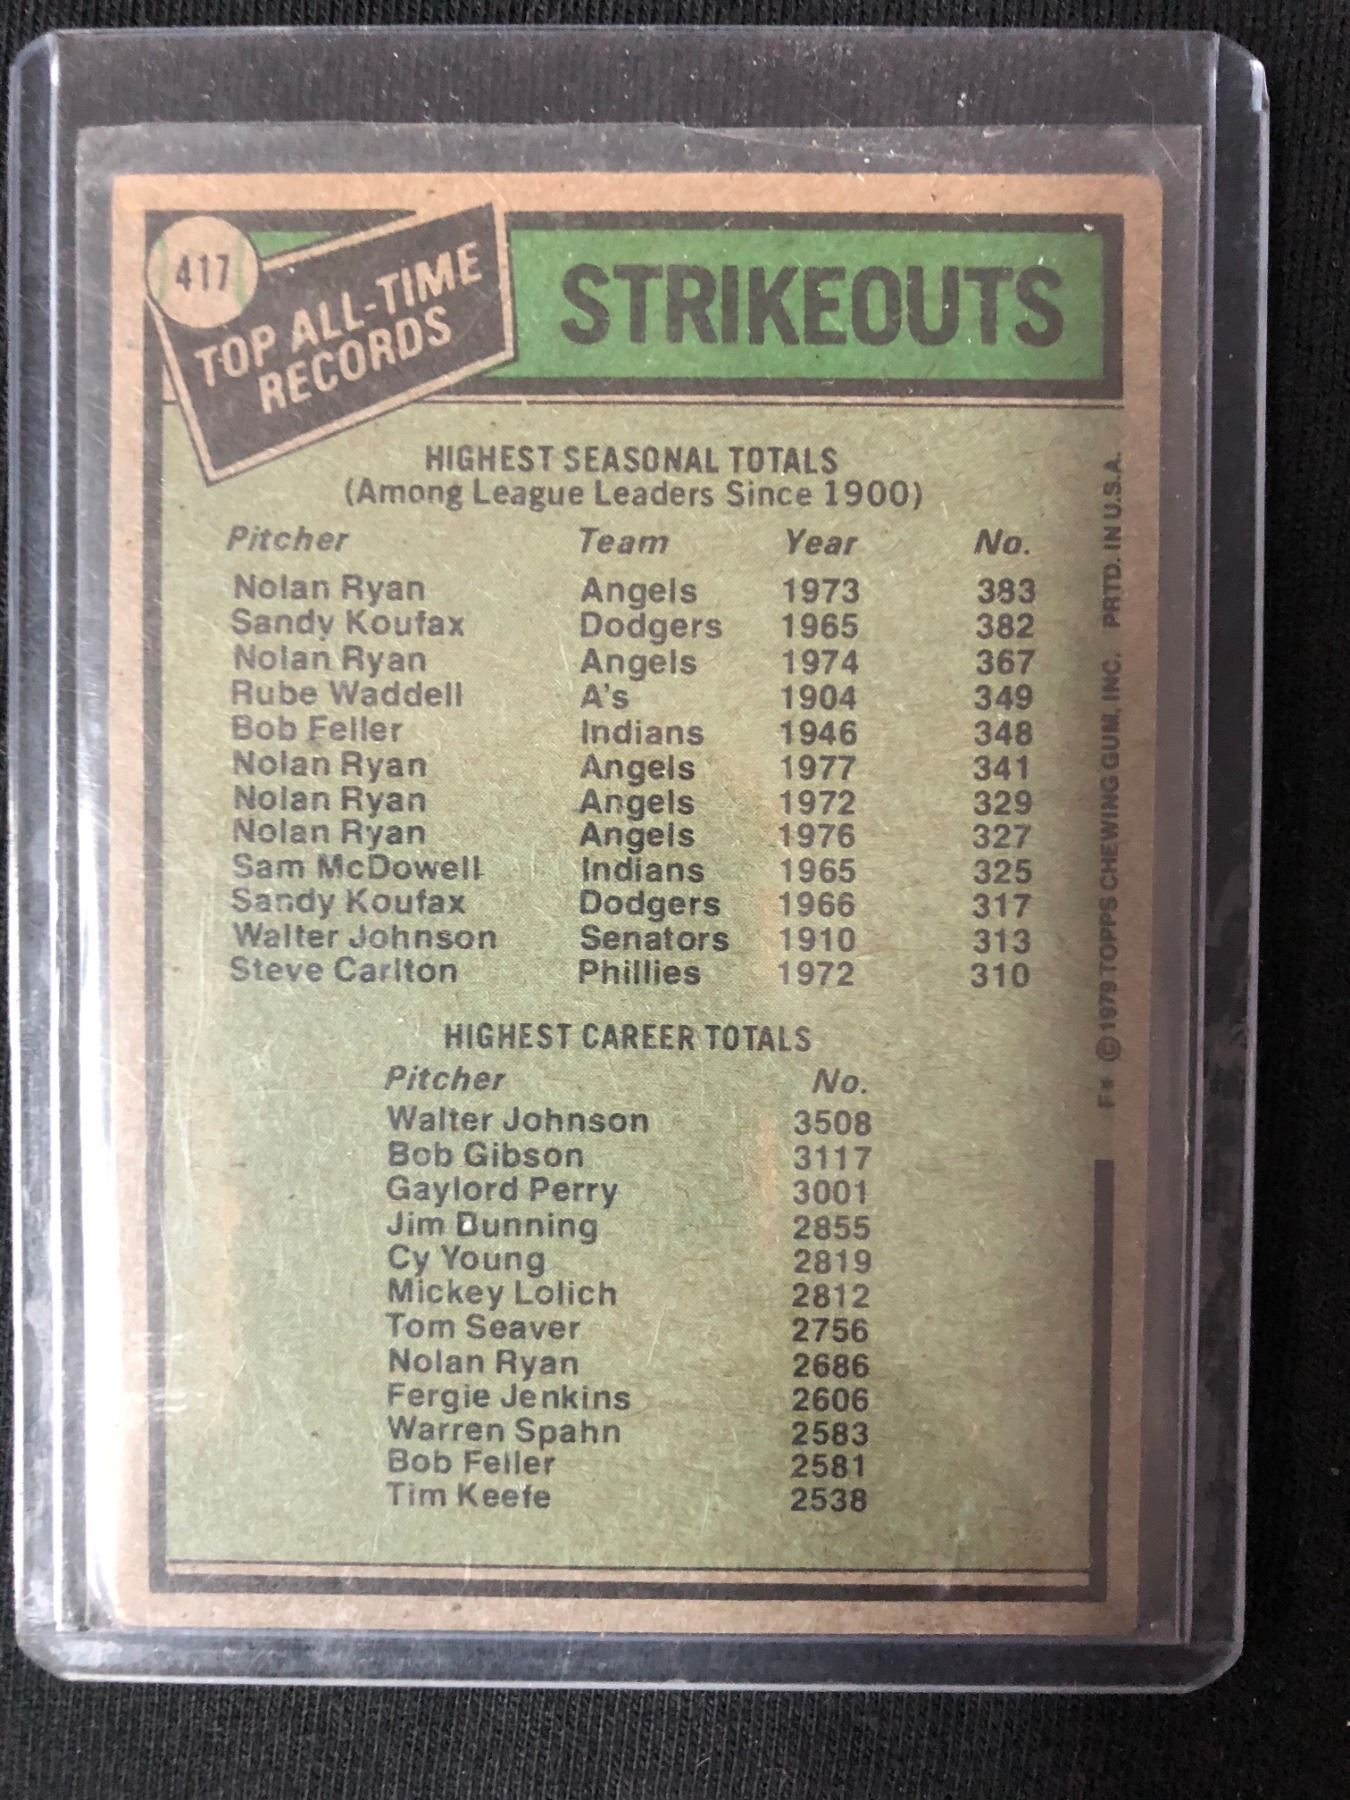 417
TOP ALL-TIME
RECORDS
STRIKEOUTS
HIGHEST SEASONAL TOTALS
(Among League Leaders Since 1900)
Pitcher Team Year No.
Nolan Ryan Angels 1973 383
Sandy Koufax Dodgers 1965 382
Nolan Ryan Angels 1974 367
Rube Waddell A's 1904 349
Bob Feller Indians 1946 348
Nolan Ryan Angels 1977 341
Nolan Ryan Angels 1972 329
Nolan Ryan Angels 1976 327
Sam McDowell Indians 1965 325
Sandy Koufax Dodgers 1966 317
Walter Johnson Senators 1910 313
Steve Carlton Phillies 1972 310
HIGHEST CAREER TOTALS
Pitcher No.
Walter Johnson 3508
Bob Gibson 3117
Gaylord Perry 3001
Jim Bunning 2855
Cy Young 2819
Mickey Lolich 2812
Tom Seaver 2756
Nolan Ryan 2686
Fergie Jenkins 2606
Warren Spahn 2583
Bob Feller 2581
Tim Keefe 2538
F* © 1979 TOPPS CHEWING GUM, INC. PRTD. IN U.S.A.